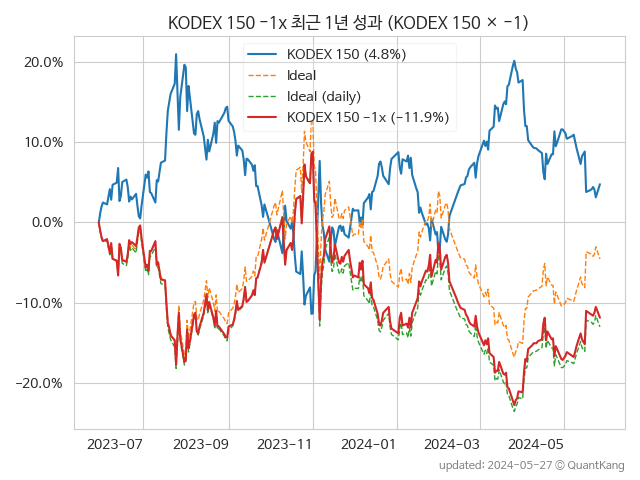 KODEX 150 −1x 최근 1년 성과 (KODEX 150 × −1)
20.0%
10.0%
0.0%
−10.0%
−20.0%
KODEX 150 (4.8%)
Ideal
Ideal (daily)
KODEX 150 −1x (−11.9%)
2023−07
2023−09
2023−11
2024−01
2024−03
2024−05
updated: 2024−05−27 © QuantKang